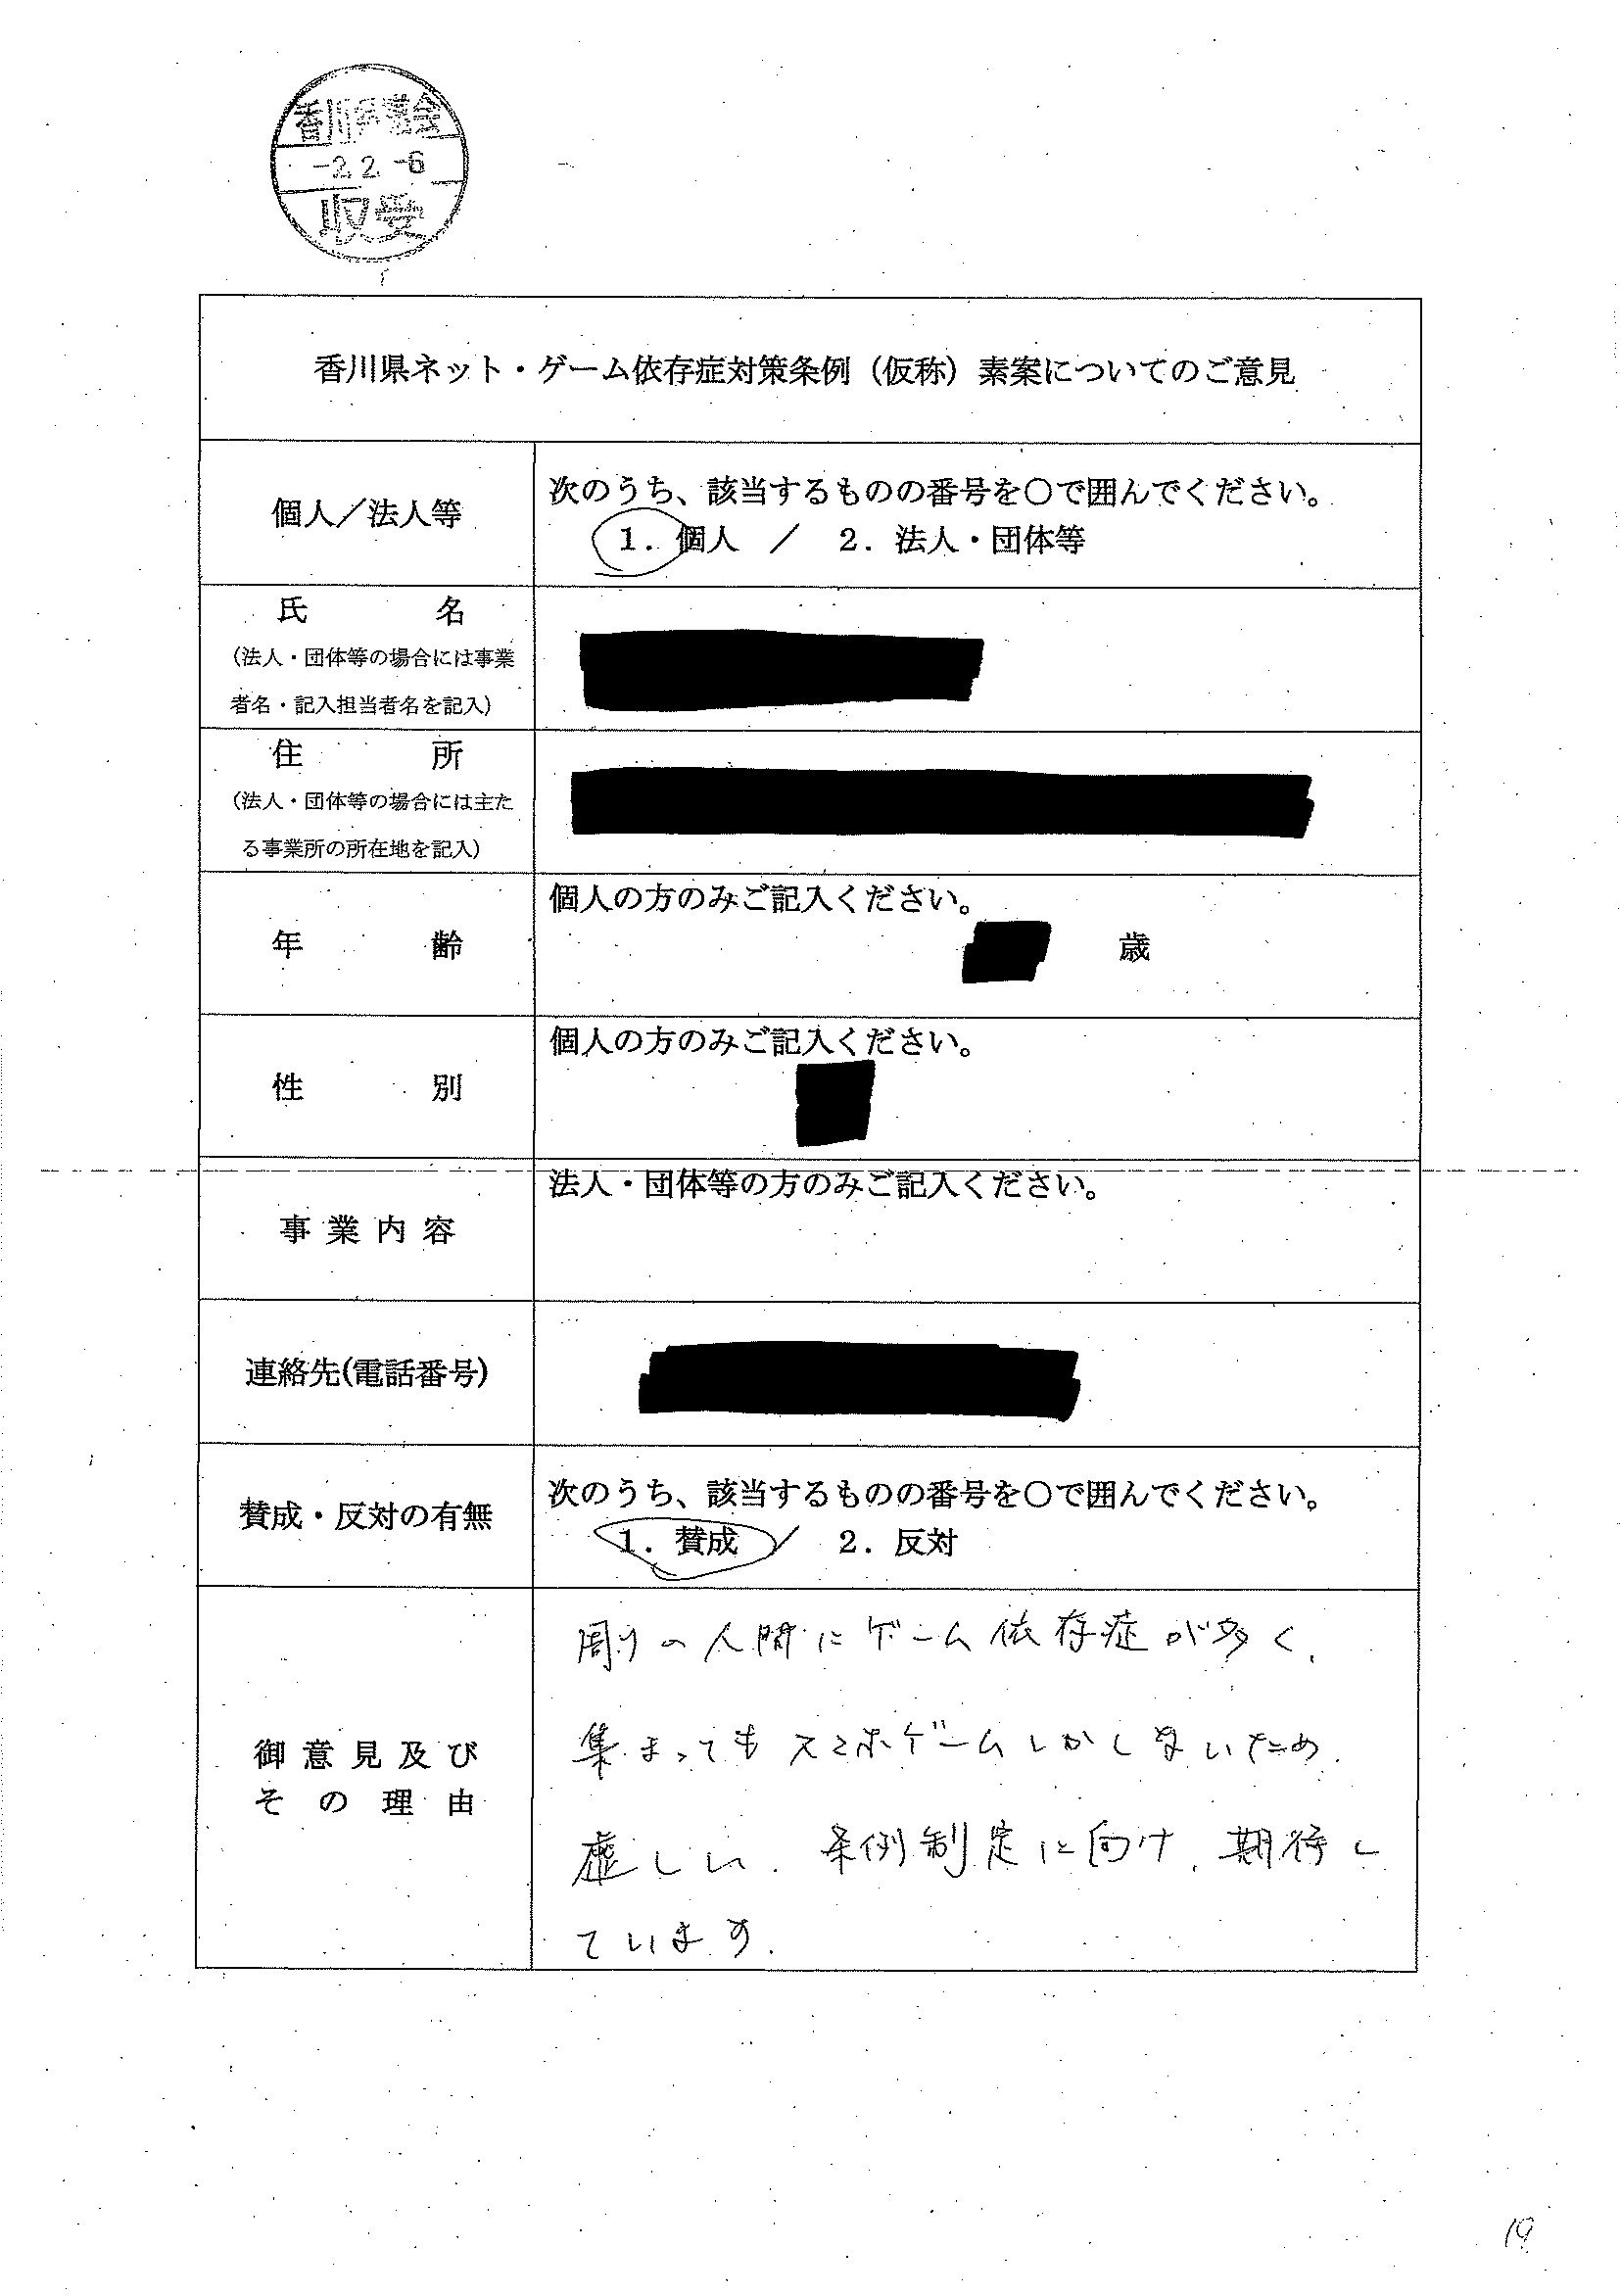 香川県議会
-2.2.-6
収受
香川県ネット・ゲーム依存症対策条例（仮称）素案についてのご意見
個人／法人等
次のうち、該当するものの番号を○で囲んでください。
1．個人　／　2．法人・団体等
氏　名
（法人・団体等の場合には事業
者名・記入担当者名を記入）
住　所
（法人・団体等の場合には主た
る事業所の所在地を記入）
年　齢
個人の方のみご記入ください。
歳
性　別
個人の方のみご記入ください。
事業内容
法人・団体等の方のみご記入ください。
連絡先(電話番号)
賛成・反対の有無
次のうち、該当するものの番号を○で囲んでください。
1．賛成　／　2．反対
御意見及び
その理由
周りの人間にゲーム依存症が多く、
集まってもスマホゲームしかしないため、
虚しい。条例制定に向け、期待し
ています。
19